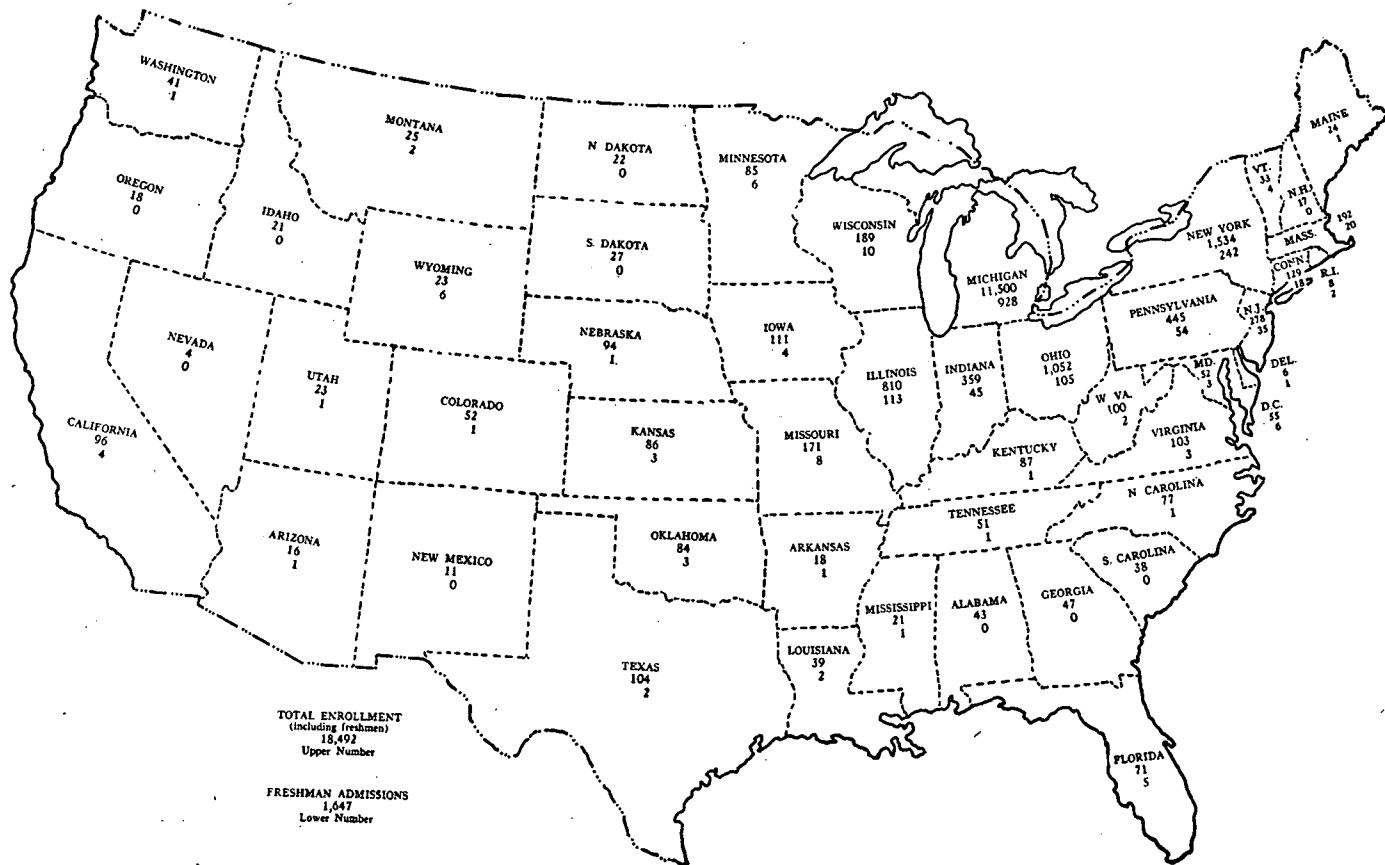 WASHINGTON
41
1
MONTANA
25
2
N DAKOTA
22
0
MINNESOTA
85
6
MAINE
24
1
OREGON
18
0
IDAHO
21
0
WYOMING
23
6
S. DAKOTA
27
0
WISCONSIN
189
10
MICHIGAN
11,500
928
NEW YORK
1,534
242
VT.
33
4
N.H.
17
0
MASS.
192
20
CONN.
129
18
R.I.
8
2
NEVADA
4
0
UTAH
23
1
COLORADO
52
1
NEBRASKA
94
1
IOWA
111
4
ILLINOIS
810
113
INDIANA
359
45
OHIO
1,052
105
PENNSYLVANIA
445
54
N.J.
278
35
MD.
52
3
DEL.
6
1
D.C.
55
6
W VA.
100
2
VIRGINIA
103
3
CALIFORNIA
96
4
KANSAS
86
3
MISSOURI
171
8
KENTUCKY
87
1
N CAROLINA
77
1
TENNESSEE
51
1
ARIZONA
16
1
NEW MEXICO
11
0
OKLAHOMA
84
3
ARKANSAS
18
1
S. CAROLINA
38
0
MISSISSIPPI
21
1
ALABAMA
43
0
GEORGIA
47
0
TEXAS
104
2
LOUISIANA
39
2
FLORIDA
71
5
TOTAL ENROLLMENT
(including freshmen)
18,492
Upper Number
FRESHMAN ADMISSIONS
1,647
Lower Number